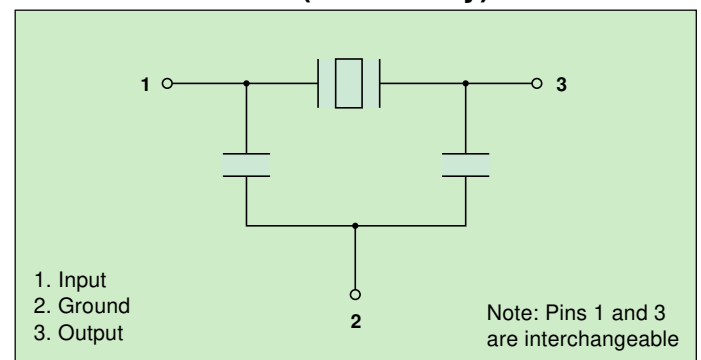 1
3
2
1. Input
2. Ground
3. Output
Note: Pins 1 and 3
are interchangeable